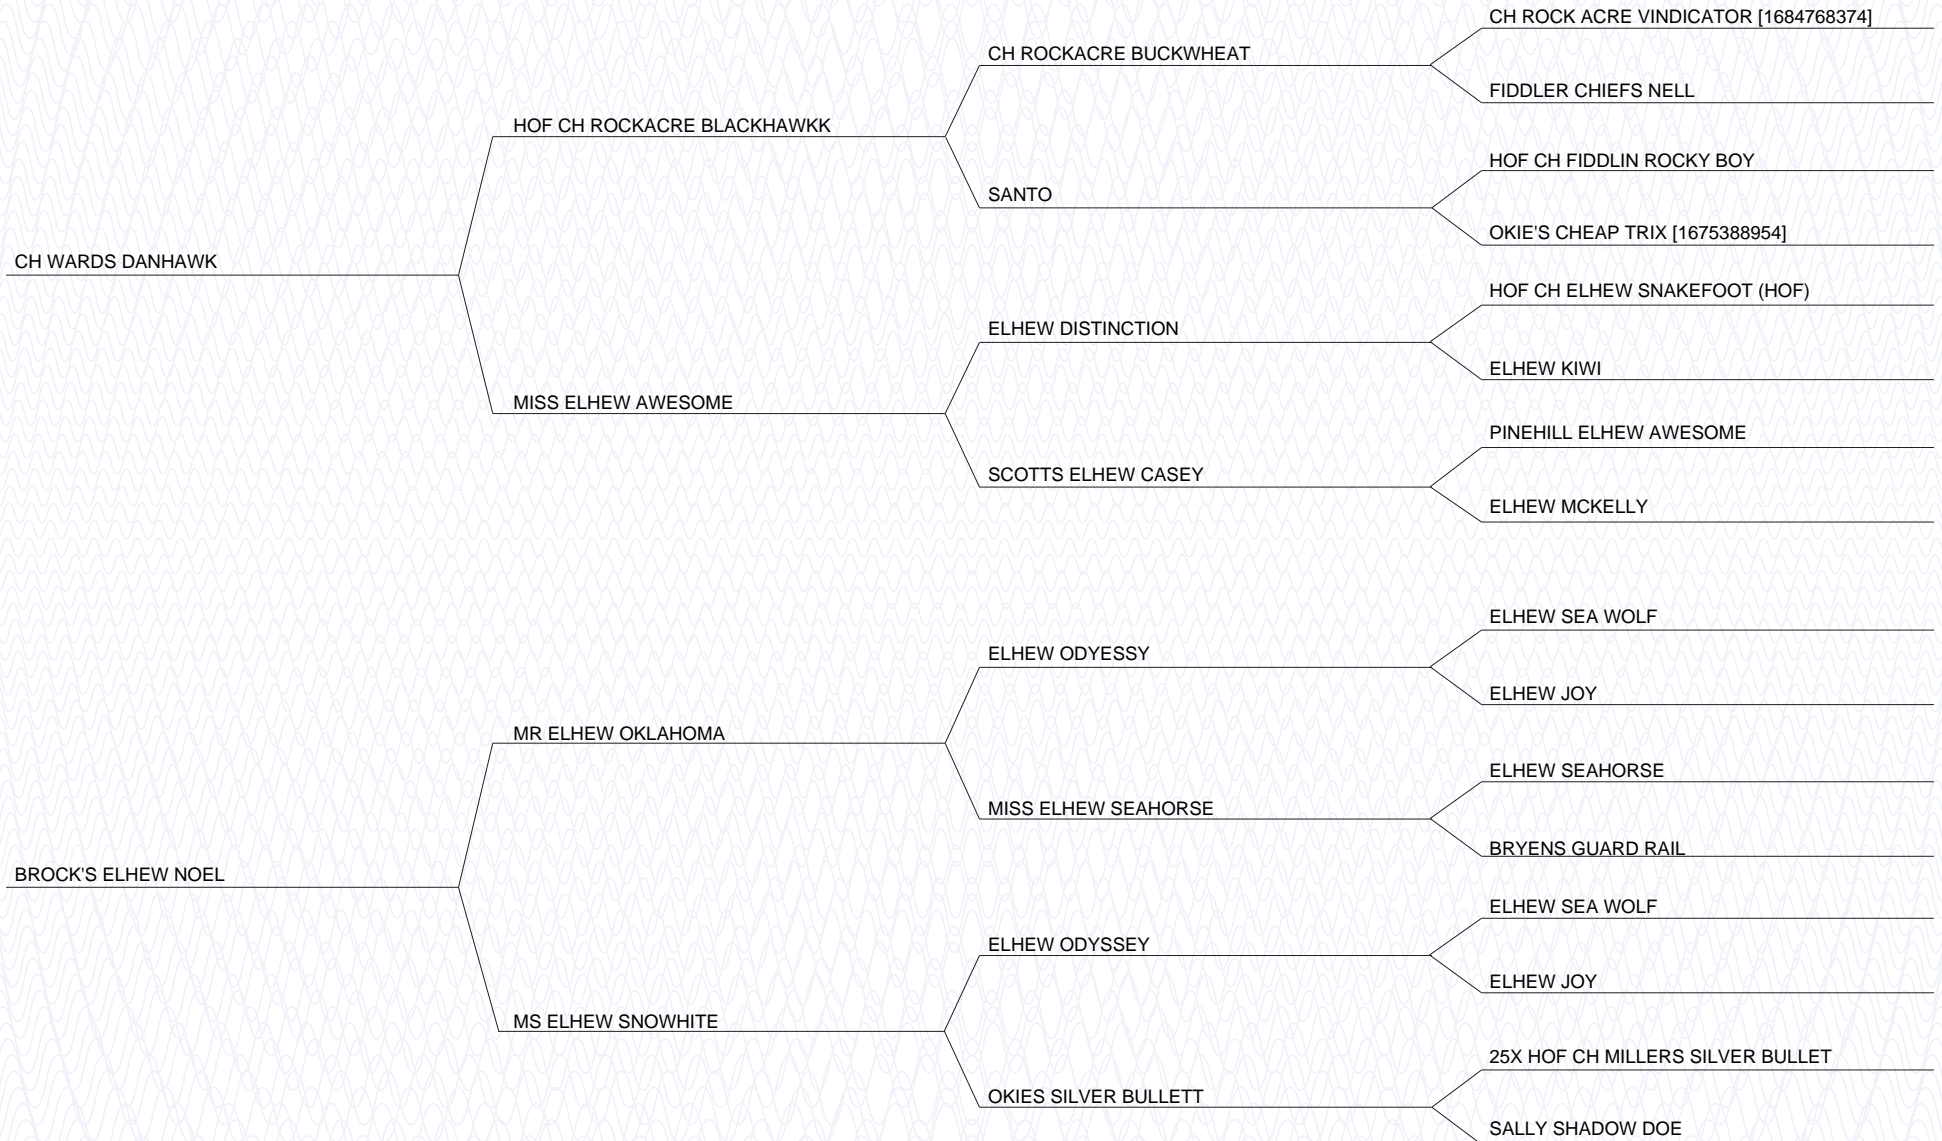 CH ROCK ACRE VINDICATOR [1684768374]
CH ROCKACRE BUCKWHEAT
FIDDLER CHIEFS NELL
HOF CH ROCKACRE BLACKHAWKK
HOF CH FIDDLIN ROCKY BOY
SANTO
OKIE'S CHEAP TRIX [1675388954]
CH WARDS DANHAWK
HOF CH ELHEW SNAKEFOOT (HOF)
ELHEW DISTINCTION
ELHEW KIWI
MISS ELHEW AWESOME
PINEHILL ELHEW AWESOME
SCOTTS ELHEW CASEY
ELHEW MCKELLY
ELHEW SEA WOLF
ELHEW ODYESSY
ELHEW JOY
MR ELHEW OKLAHOMA
ELHEW SEAHORSE
MISS ELHEW SEAHORSE
BRYENS GUARD RAIL
BROCK'S ELHEW NOEL
ELHEW SEA WOLF
ELHEW ODYSSEY
ELHEW JOY
MS ELHEW SNOWHITE
25X HOF CH MILLERS SILVER BULLET
OKIES SILVER BULLETT
SALLY SHADOW DOE